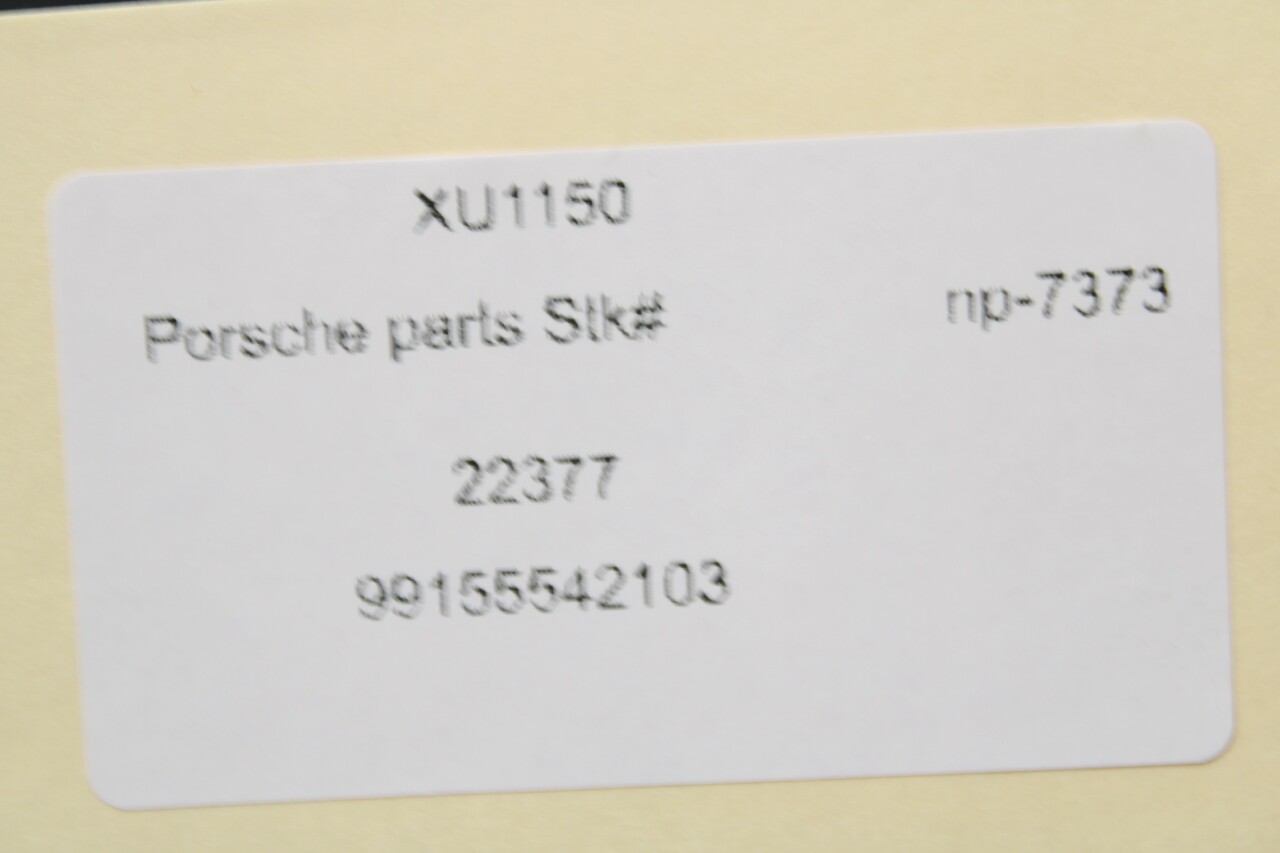 XU1150
Porsche parts Stk# np-7373
22377
99155542103